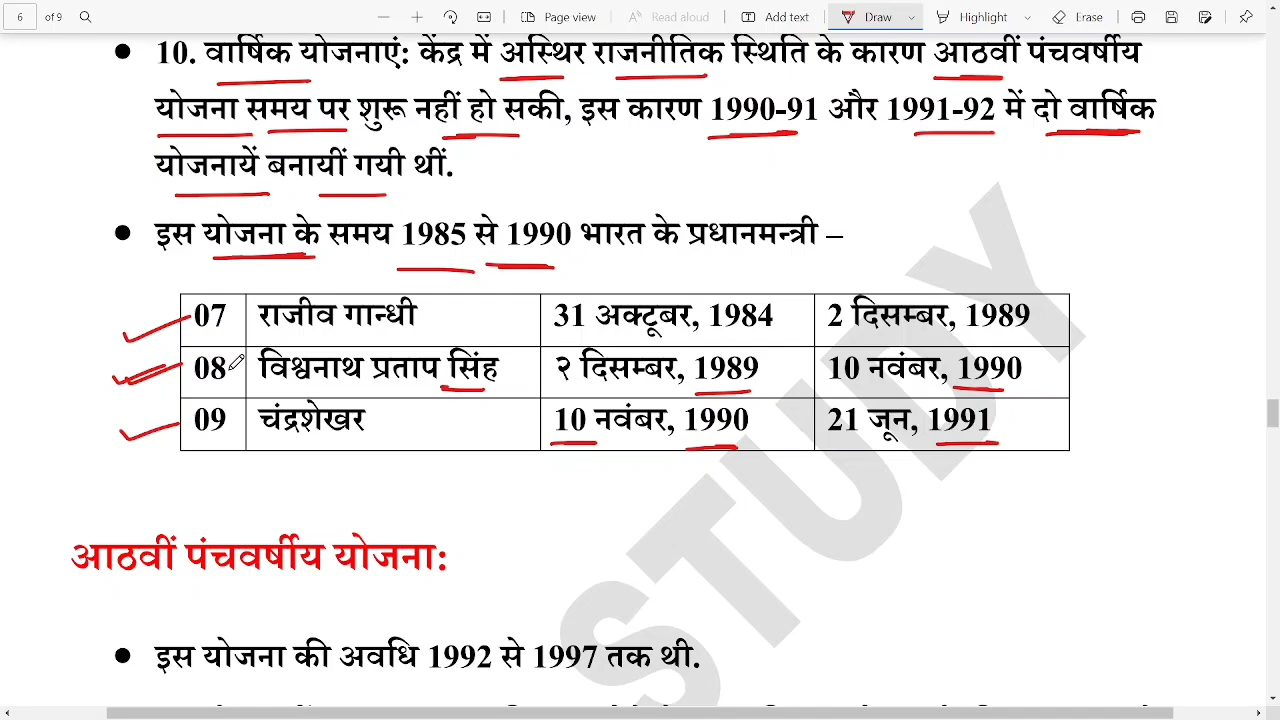 6 of 9 Page view Read aloud Add text Draw Highlight Erase
• 10. वार्षिक योजनाएं: केंद्र में अस्थिर राजनीतिक स्थिति के कारण आठवीं पंचवर्षीय
योजना समय पर शुरू नहीं हो सकी, इस कारण 1990-91 और 1991-92 में दो वार्षिक
योजनायें बनायीं गयी थीं.
• इस योजना के समय 1985 से 1990 भारत के प्रधानमन्त्री –
07 राजीव गान्धी 31 अक्टूबर, 1984 2 दिसम्बर, 1989
08 विश्वनाथ प्रताप सिंह २ दिसम्बर, 1989 10 नवंबर, 1990
09 चंद्रशेखर 10 नवंबर, 1990 21 जून, 1991
आठवीं पंचवर्षीय योजना:
• इस योजना की अवधि 1992 से 1997 तक थी.
STUDY